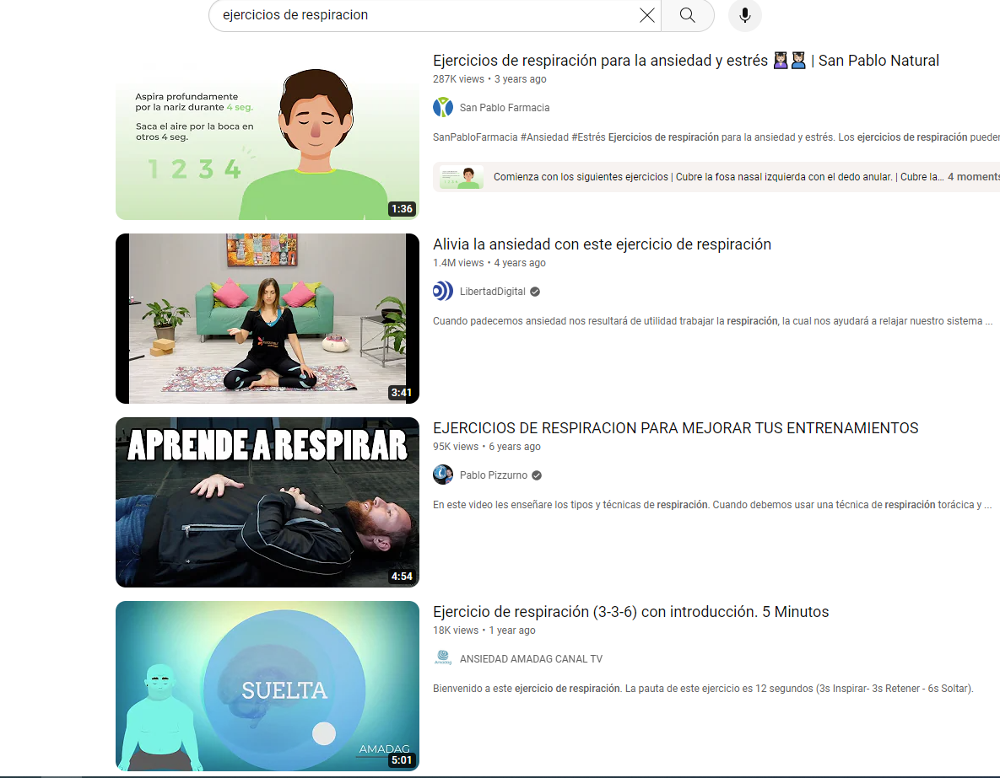 ejercicios de respiracion
Aspira profundamente
por la nariz durante 4 seg.
Saca el aire por la boca en
otros 4 seg.
1 2 3 4
1:36
Ejercicios de respiración para la ansiedad y estrés 🙎🏻‍♀️🙎🏻‍♂️ | San Pablo Natural
287K views • 3 years ago
San Pablo Farmacia
SanPabloFarmacia #Ansiedad #Estrés Ejercicios de respiración para la ansiedad y estrés. Los ejercicios de respiración pueden
Comienza con los siguientes ejercicios | Cubre la fosa nasal izquierda con el dedo anular. | Cubre la... 4 moments
3:41
Alivia la ansiedad con este ejercicio de respiración
1.4M views • 4 years ago
LibertadDigital
Cuando padecemos ansiedad nos resultará de utilidad trabajar la respiración, la cual nos ayudará a relajar nuestro sistema ...
APRENDE A RESPIRAR
4:54
EJERCICIOS DE RESPIRACION PARA MEJORAR TUS ENTRENAMIENTOS
95K views • 6 years ago
Pablo Pizzurno
En este video les enseñare los tipos y técnicas de respiración. Cuando debemos usar una técnica de respiración torácica y ...
SUELTA
AMADAG
5:01
Ejercicio de respiración (3-3-6) con introducción. 5 Minutos
18K views • 1 year ago
Amadag
ANSIEDAD AMADAG CANAL TV
Bienvenido a este ejercicio de respiración. La pauta de este ejercicio es 12 segundos (3s Inspirar- 3s Retener - 6s Soltar).